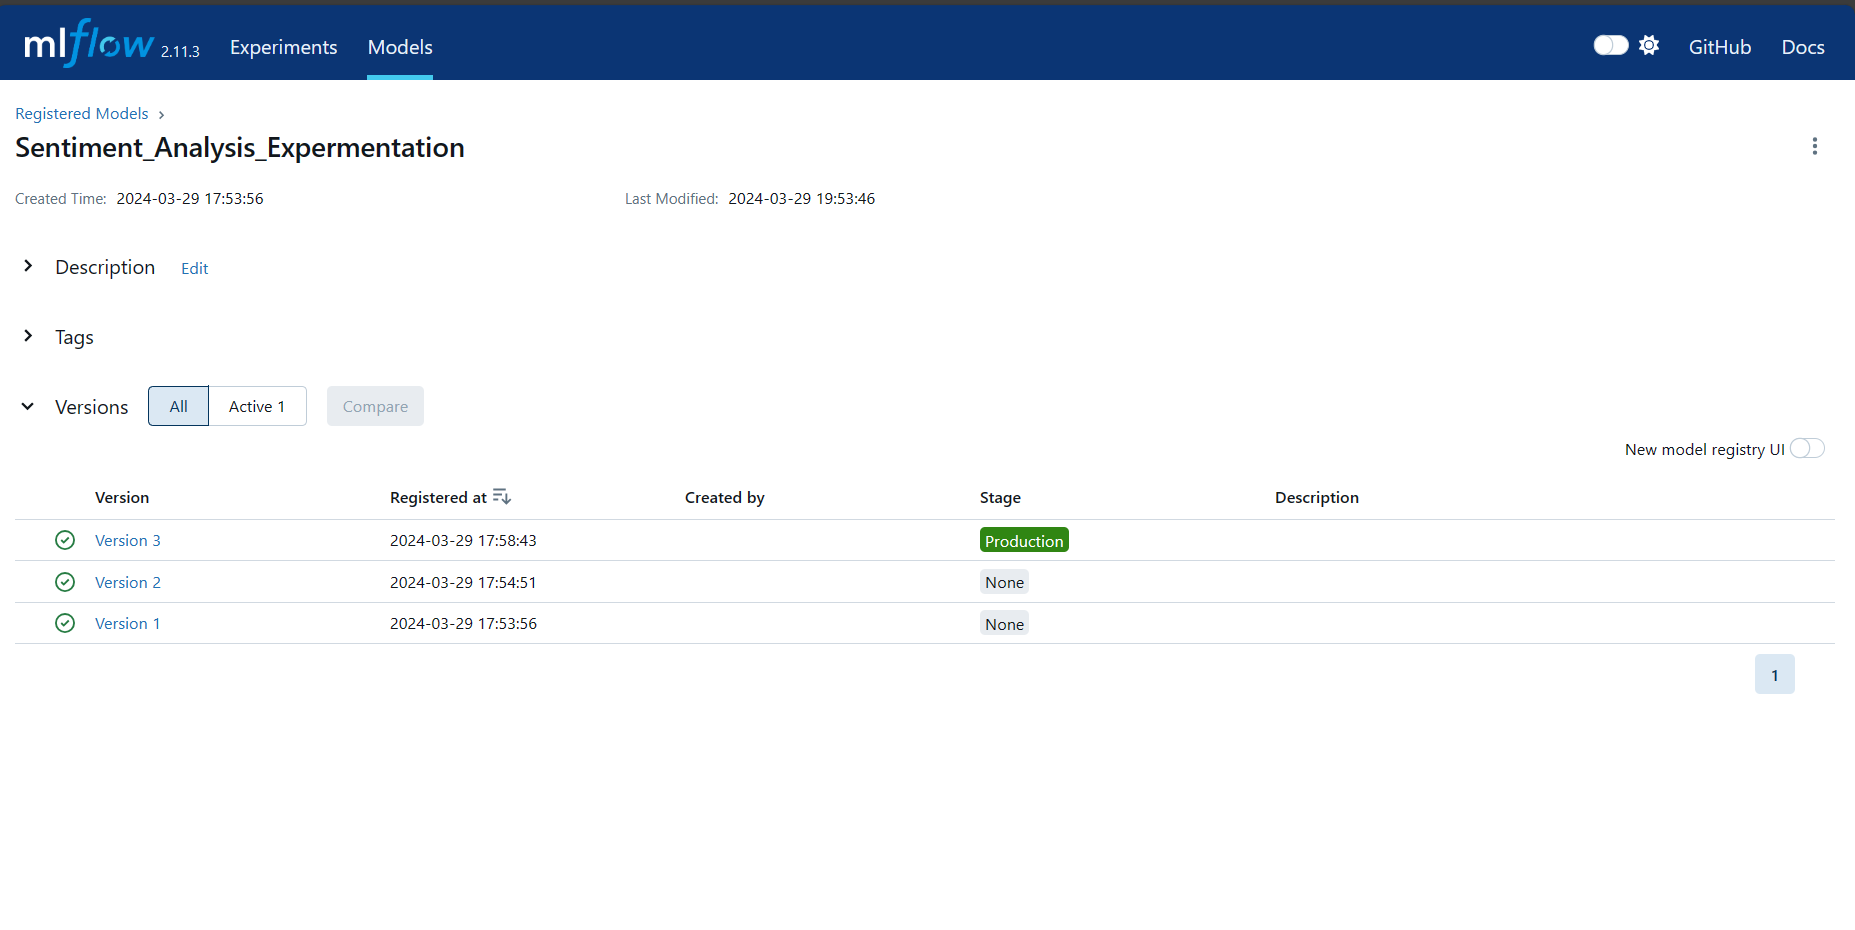 mlflow 2.11.3 Experiments Models GitHub Docs
Registered Models
Sentiment_Analysis_Expermentation
Created Time: 2024-03-29 17:53:56 Last Modified: 2024-03-29 19:53:46
Description Edit
Tags
Versions All Active 1 Compare
New model registry UI
Version Registered at Created by Stage Description
Version 3 2024-03-29 17:58:43 Production
Version 2 2024-03-29 17:54:51 None
Version 1 2024-03-29 17:53:56 None
1